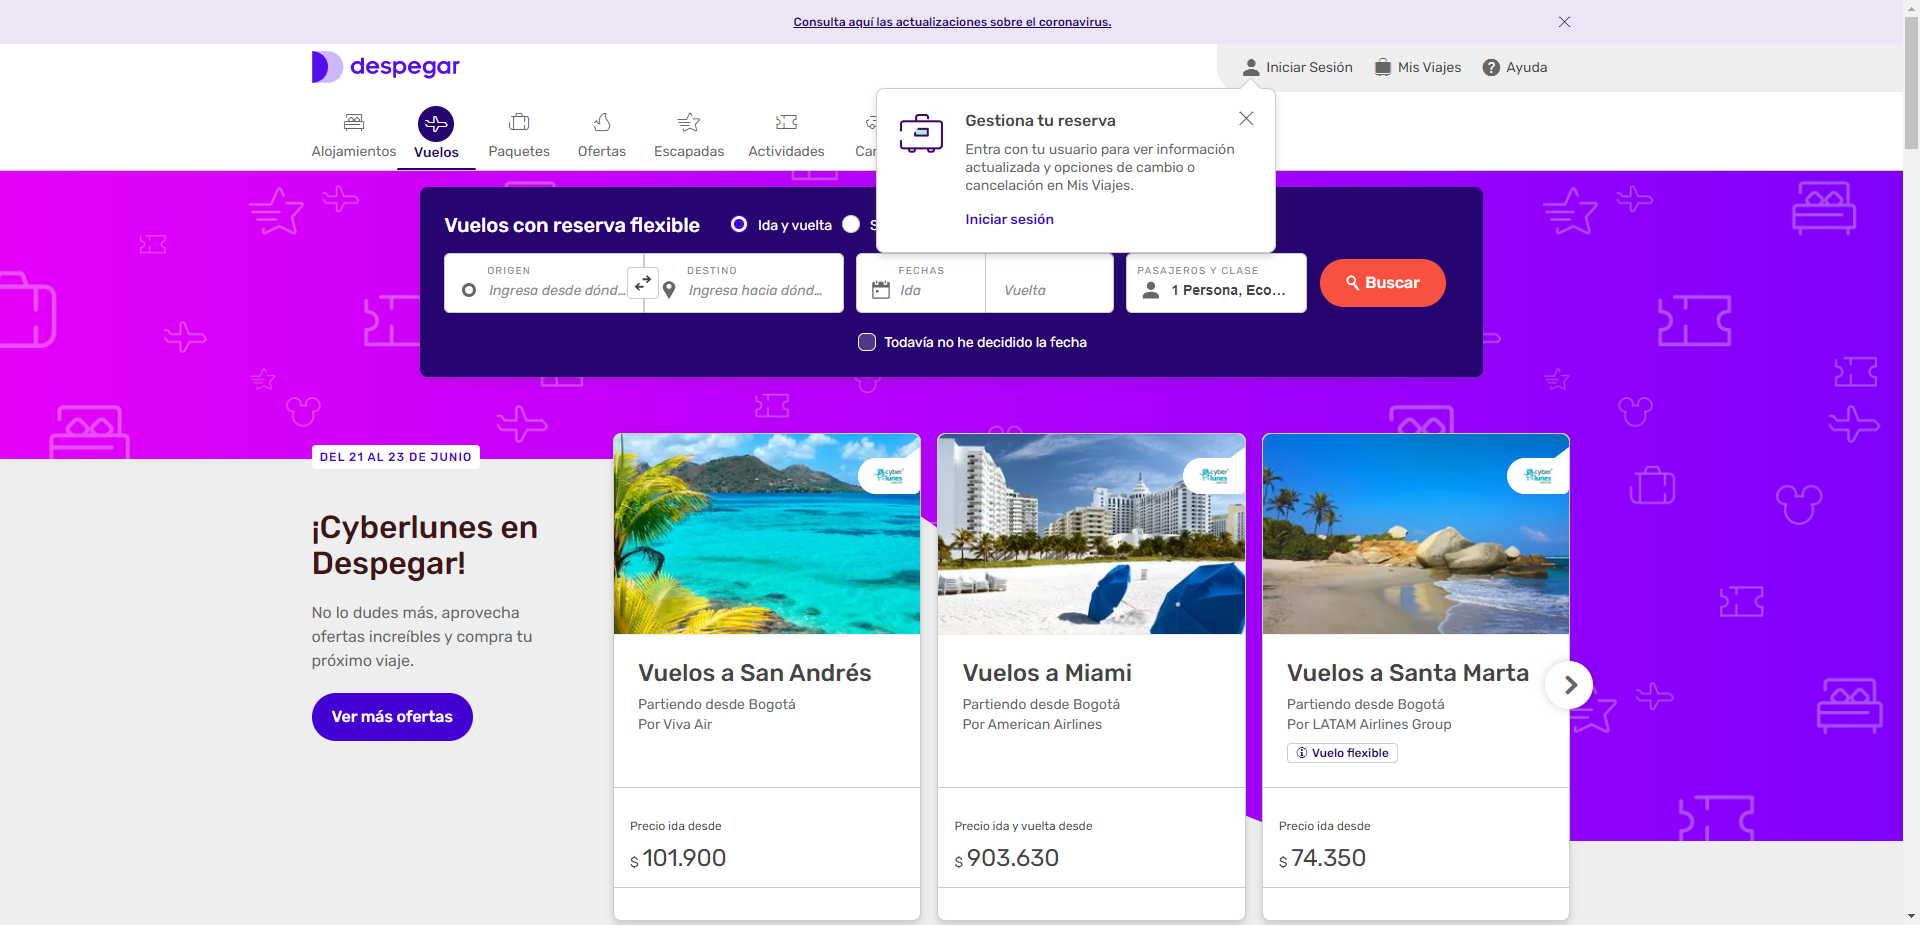 Consulta aquí las actualizaciones sobre el coronavirus.
despegar
Iniciar Sesión
Mis Viajes
Ayuda
Alojamientos
Vuelos
Paquetes
Ofertas
Escapadas
Actividades
Gestiona tu reserva
Entra con tu usuario para ver información
actualizada y opciones de cambio o
cancelación en Mis Viajes.
Iniciar sesión
Vuelos con reserva flexible
Ida y vuelta
ORIGEN
Ingresa desde dónd...
DESTINO
Ingresa hacia dónd...
FECHAS
Ida
Vuelta
PASAJEROS Y CLASE
1 Persona, Eco...
Buscar
Todavía no he decidido la fecha
DEL 21 AL 23 DE JUNIO
¡Cyberlunes en
Despegar!
No lo dudes más, aprovecha
ofertas increíbles y compra tu
próximo viaje.
Ver más ofertas
cyber
lunes
Vuelos a San Andrés
Partiendo desde Bogotá
Por Viva Air
Precio ida desde
$ 101.900
cyber
lunes
Vuelos a Miami
Partiendo desde Bogotá
Por American Airlines
Precio ida y vuelta desde
$ 903.630
cyber
lunes
Vuelos a Santa Marta
Partiendo desde Bogotá
Por LATAM Airlines Group
Vuelo flexible
Precio ida desde
$ 74.350